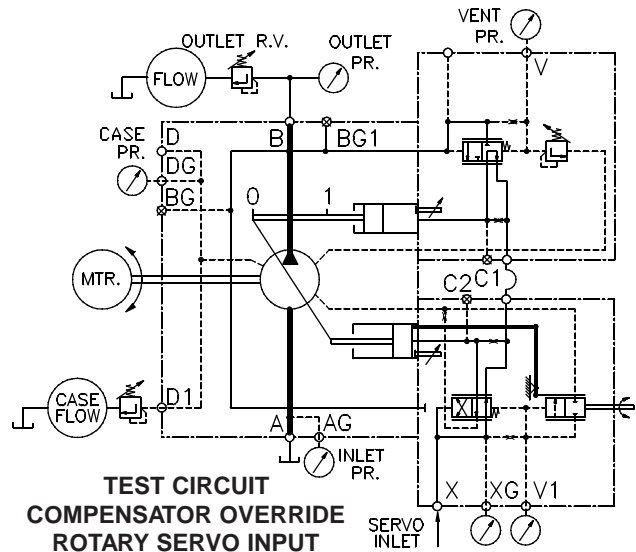 VENT
PR.
V
OUTLET R.V.
OUTLET
PR.
FLOW
CASE
PR.
D
DG
BG
B
BG1
0
1
MTR.
C1
C2
CASE
FLOW
D1
A
AG
INLET
PR.
X
XG
V1
SERVO
INLET
TEST CIRCUIT
COMPENSATOR OVERRIDE
ROTARY SERVO INPUT